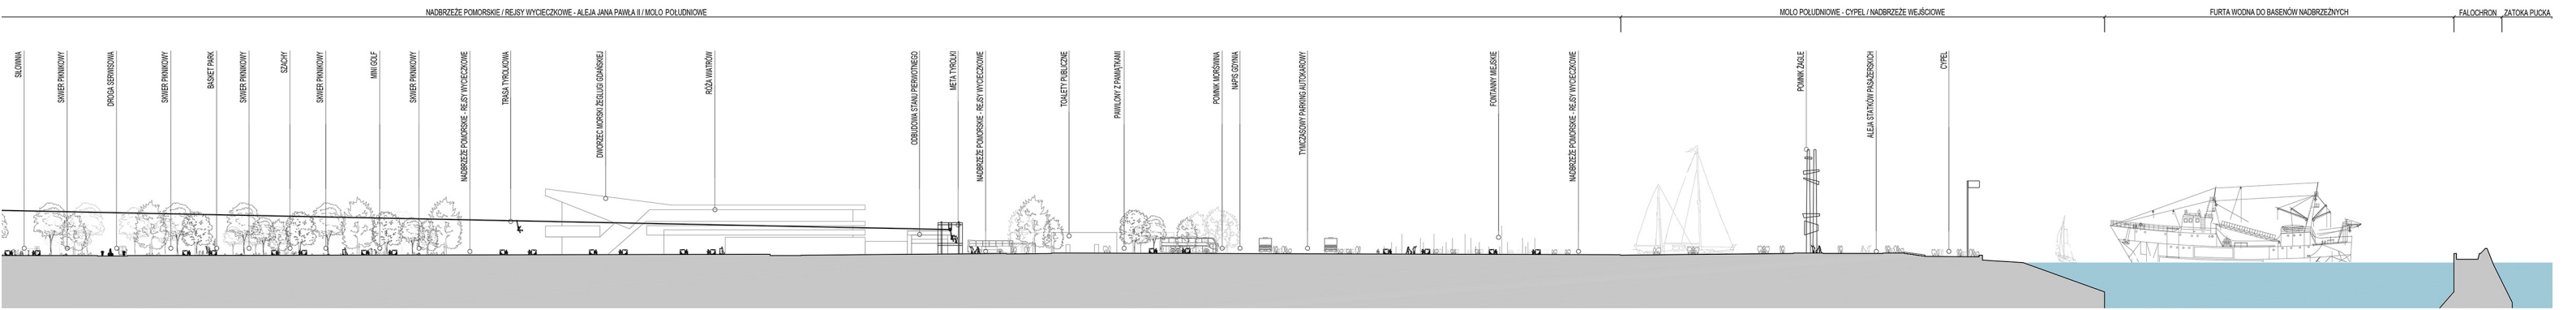 NADBRZEŻE POMORSKIE / REJSY WYCIECZKOWE - ALEJA JANA PAWŁA II / MOLO POŁUDNIOWE
MOLO POŁUDNIOWE - CYPEL / NADBRZEŻE WEJŚCIOWE
FURTA WODNA DO BASENÓW NADBRZEŻNYCH
FALOCHRON
ZATOKA PUCKA
SIŁOWNIA
SKWER PIKNIKOWY
DROGA SERWISOWA
SKWER PIKNIKOWY
BASKET PARK
SKWER PIKNIKOWY
SZACHY
SKWER PIKNIKOWY
MINI GOLF
SKWER PIKNIKOWY
NADBRZEŻE POMORSKIE - REJSY WYCIECZKOWE
TRASA TYROLKOWA
DWORZEC MORSKI ŻEGLUGI GDAŃSKIEJ
RÓŻA WIATRÓW
ODBUDOWA STANU PIERWOTNEGO
META TYROLKI
NADBRZEŻE POMORSKIE - REJSY WYCIECZKOWE
TOALETY PUBLICZNE
PAWILONY Z PAMIĄTKAMI
POMNIK MORŚWINA
NAPIS GDYNIA
TYMCZASOWY PARKING AUTOKAROWY
FONTANNY MIEJSKIE
NADBRZEŻE POMORSKIE - REJSY WYCIECZKOWE
POMNIK ŻAGLE
ALEJA STATKÓW PASAŻERSKICH
CYPEL